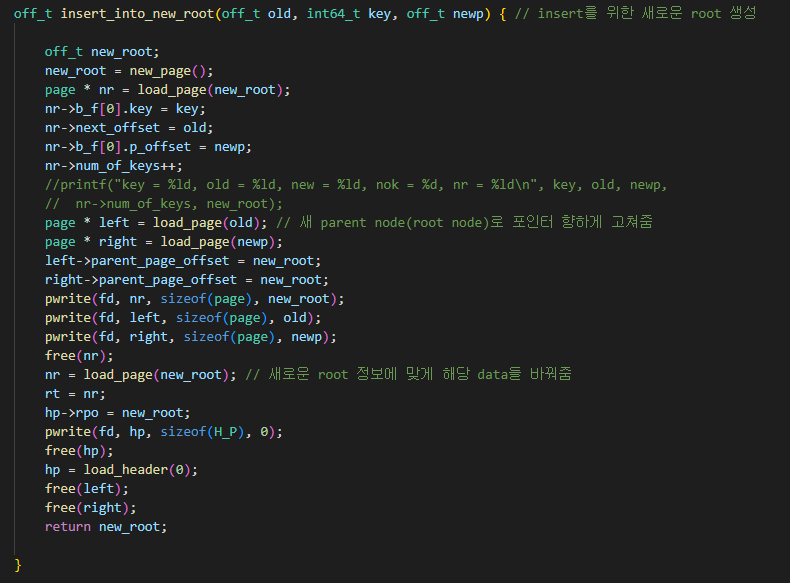 off_t insert_into_new_root(off_t old, int64_t key, off_t newp) { // insert를 위한 새로운 root 생성
off_t new_root;
new_root = new_page();
page * nr = load_page(new_root);
nr->b_f[0].key = key;
nr->next_offset = old;
nr->b_f[0].p_offset = newp;
nr->num_of_keys++;
//printf("key = %ld, old = %ld, new = %ld, nok = %d, nr = %ld\n", key, old, newp,
//  nr->num_of_keys, new_root);
page * left = load_page(old); // 새 parent node(root node)로 포인터 향하게 고쳐줌
page * right = load_page(newp);
left->parent_page_offset = new_root;
right->parent_page_offset = new_root;
pwrite(fd, nr, sizeof(page), new_root);
pwrite(fd, left, sizeof(page), old);
pwrite(fd, right, sizeof(page), newp);
free(nr);
nr = load_page(new_root); // 새로운 root 정보에 맞게 해당 data들 바꿔줌
rt = nr;
hp->rpo = new_root;
pwrite(fd, hp, sizeof(H_P), 0);
free(hp);
hp = load_header(0);
free(left);
free(right);
return new_root;
}